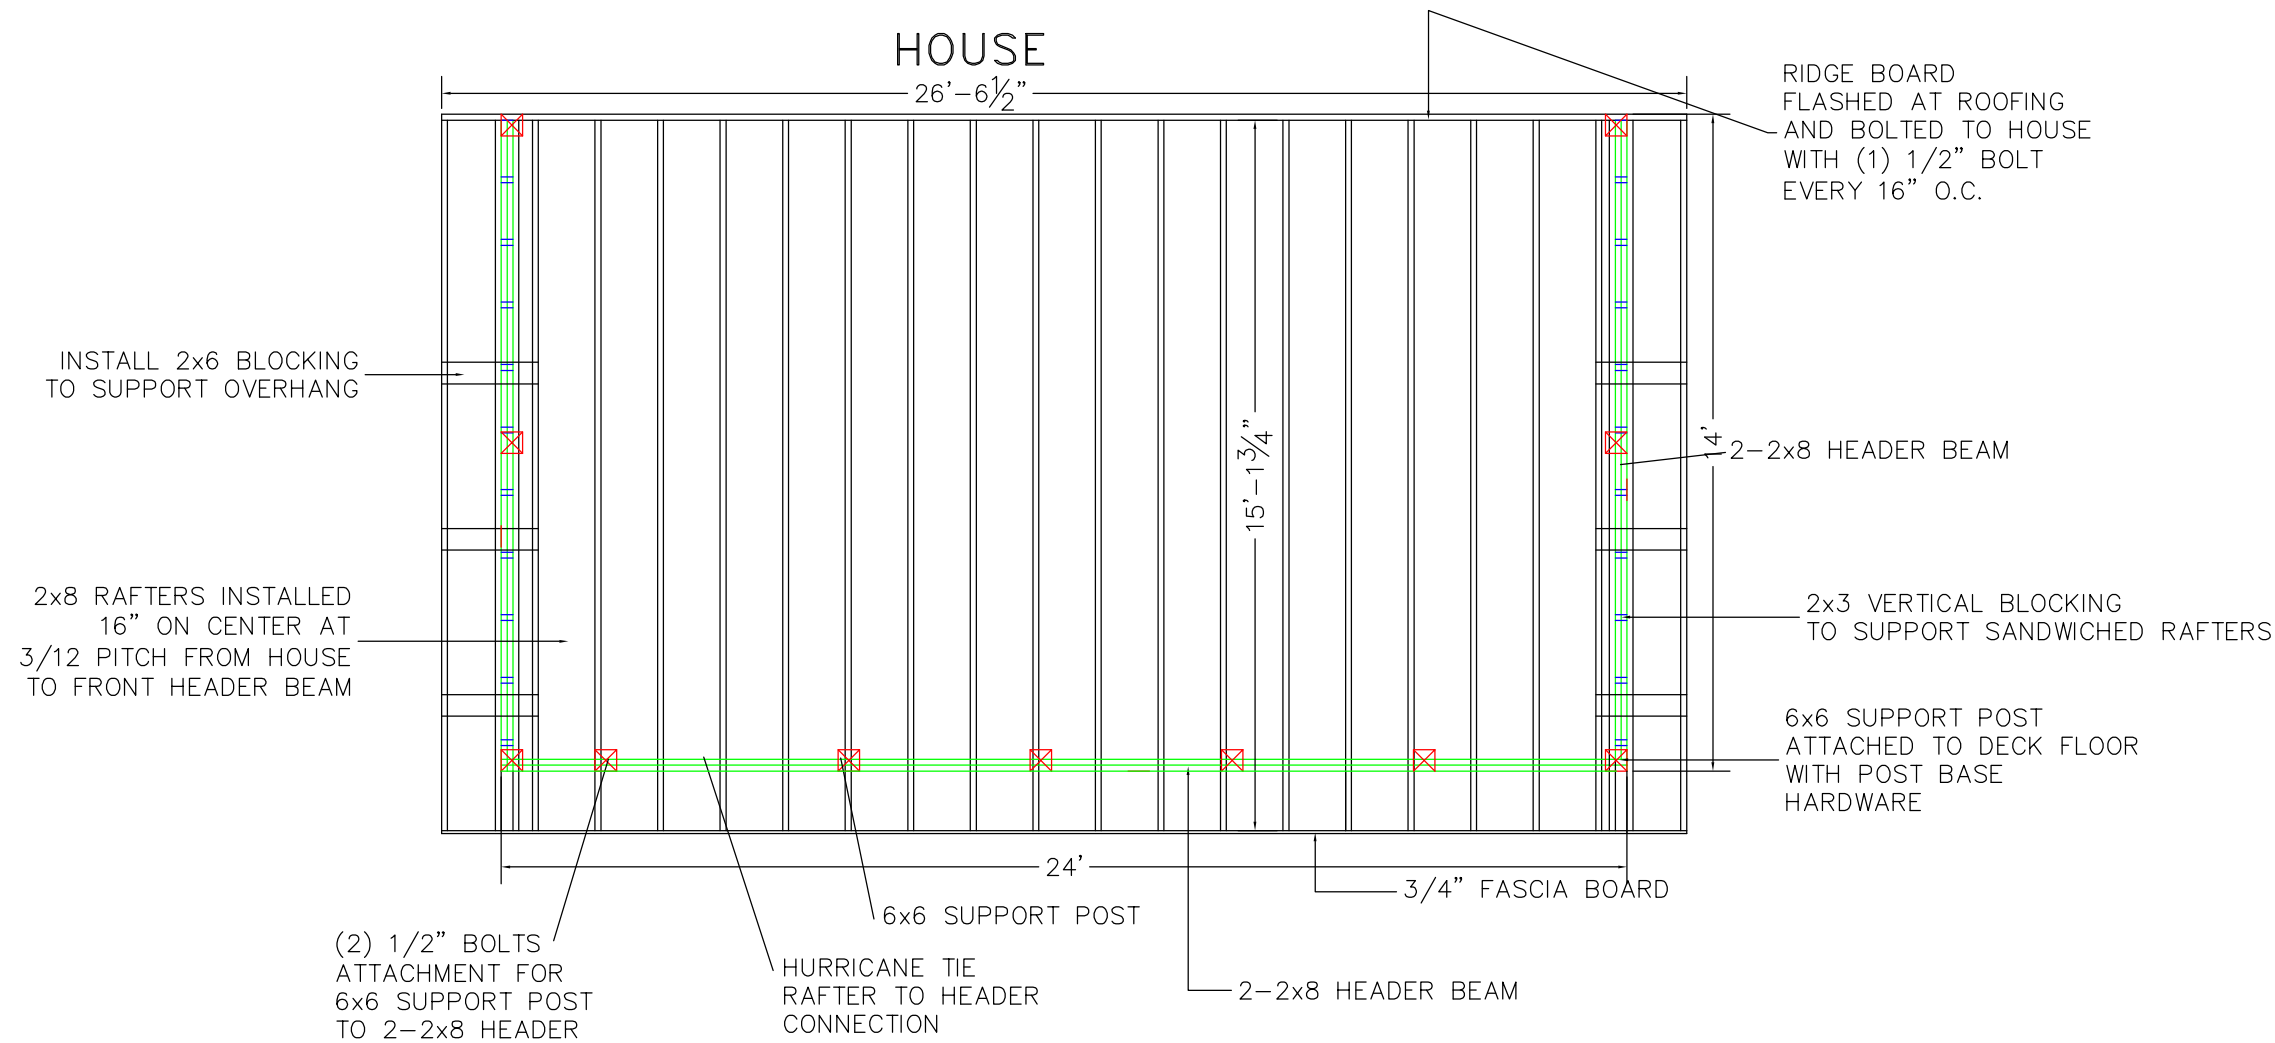 HOUSE
26'-6½"
RIDGE BOARD
FLASHED AT ROOFING
AND BOLTED TO HOUSE
WITH (1) 1/2" BOLT
EVERY 16" O.C.
INSTALL 2x6 BLOCKING
TO SUPPORT OVERHANG
15'-1¾"
14'
2-2x8 HEADER BEAM
2x8 RAFTERS INSTALLED
16" ON CENTER AT
3/12 PITCH FROM HOUSE
TO FRONT HEADER BEAM
2x3 VERTICAL BLOCKING
TO SUPPORT SANDWICHED RAFTERS
6x6 SUPPORT POST
ATTACHED TO DECK FLOOR
WITH POST BASE
HARDWARE
24'
3/4" FASCIA BOARD
6x6 SUPPORT POST
(2) 1/2" BOLTS
ATTACHMENT FOR
6x6 SUPPORT POST
TO 2-2x8 HEADER
HURRICANE TIE
RAFTER TO HEADER
CONNECTION
2-2x8 HEADER BEAM